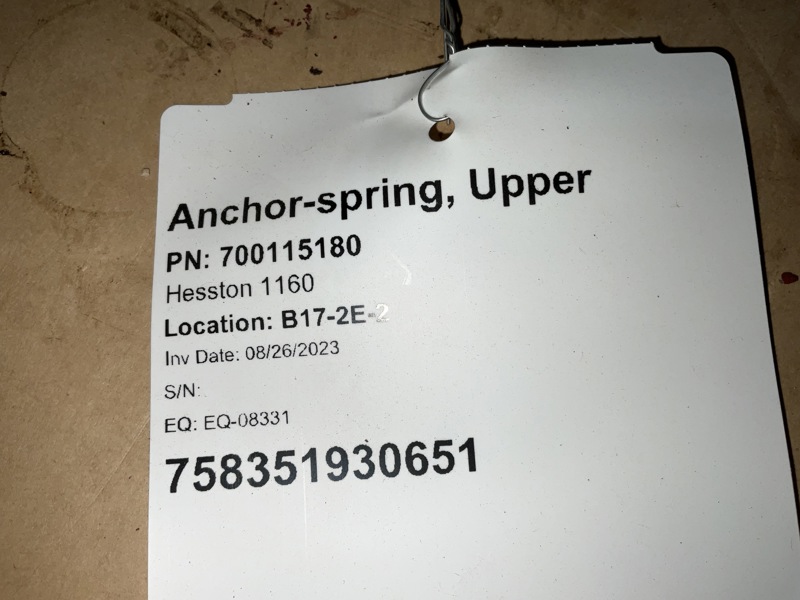 Anchor-spring, Upper
PN: 700115180
Hesston 1160
Location: B17-2E-2
Inv Date: 08/26/2023
S/N:
EQ: EQ-08331
758351930651